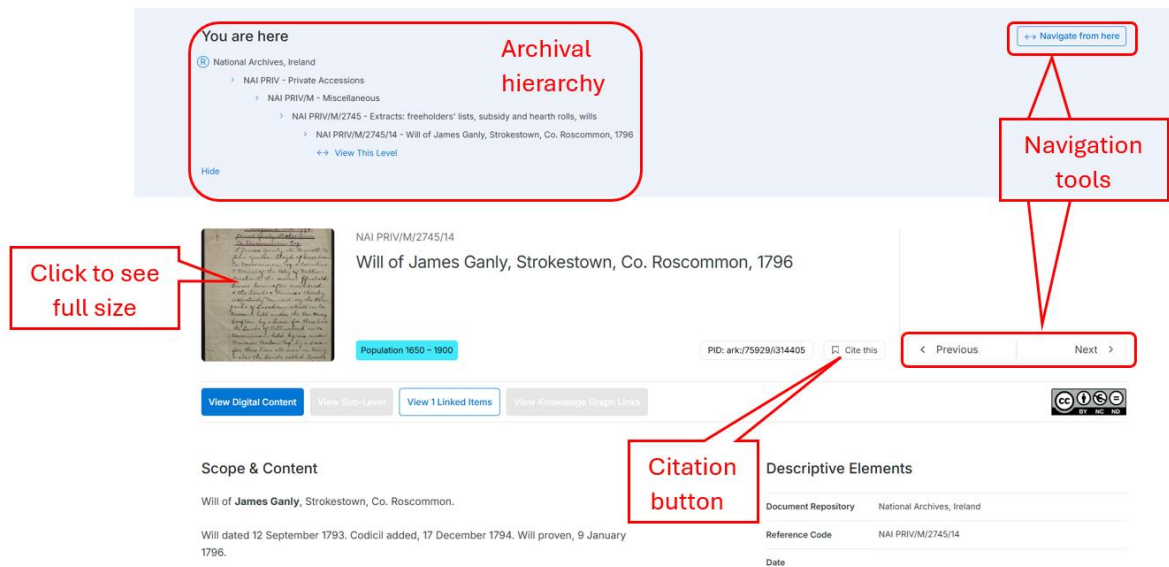 You are here
Archival
hierarchy
↔ Navigate from here
R National Archives, Ireland
> NAI PRIV - Private Accessions
> NAI PRIV/M - Miscellaneous
> NAI PRIV/M/2745 - Extracts: freeholders' lists, subsidy and hearth rolls, wills
> NAI PRIV/M/2745/14 - Will of James Ganly, Strokestown, Co. Roscommon, 1796
↔ View This Level
Hide
Navigation
tools
Click to see
full size
NAI PRIV/M/2745/14
Will of James Ganly, Strokestown, Co. Roscommon, 1796
Population 1650 – 1900
PID: ark:/75929/i314405
Cite this
< Previous
Next >
View Digital Content
View Sub-Level
View 1 Linked Items
View Knowledge Graph Links
cc BY NC ND
Citation
button
Scope & Content
Will of James Ganly, Strokestown, Co. Roscommon.
Will dated 12 September 1793. Codicil added, 17 December 1794. Will proven, 9 January
1796.
Descriptive Elements
Document Repository National Archives, Ireland
Reference Code NAI PRIV/M/2745/14
Date